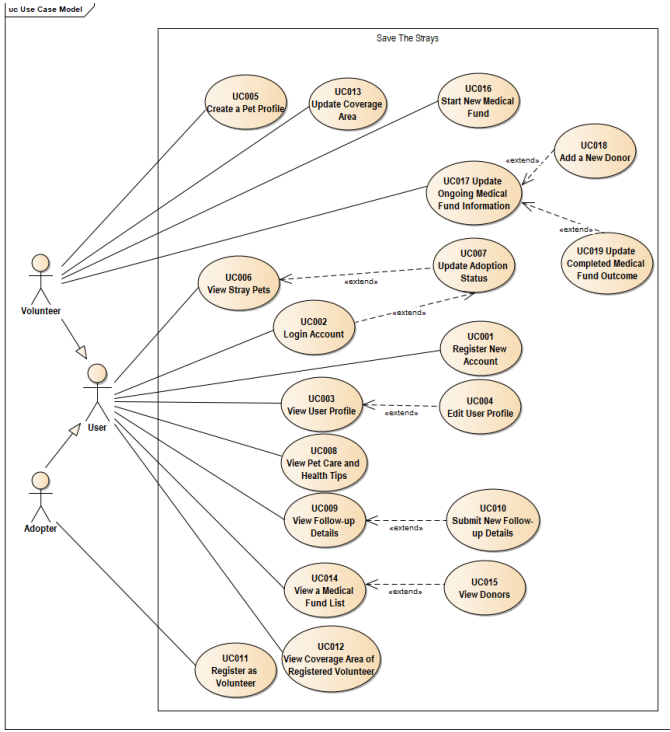 uc Use Case Model
Save The Strays
UC005
Create a Pet Profile
UC013
Update Coverage
Area
UC016
Start New Medical
Fund
UC018
Add a New Donor
«extend»
UC017 Update
Ongoing Medical
Fund Information
«extend»
UC019 Update
Completed Medical
Fund Outcome
UC007
Update Adoption
Status
UC006
View Stray Pets
«extend»
Volunteer
UC002
Login Account
«extend»
UC001
Register New
Account
UC003
View User Profile
«extend»
UC004
Edit User Profile
User
UC008
View Pet Care and
Health Tips
UC009
View Follow-up
Details
«extend»
UC010
Submit New Follow-
up Details
Adopter
UC014
View a Medical
Fund List
«extend»
UC015
View Donors
UC012
View Coverage Area of
Registered Volunteer
UC011
Register as
Volunteer